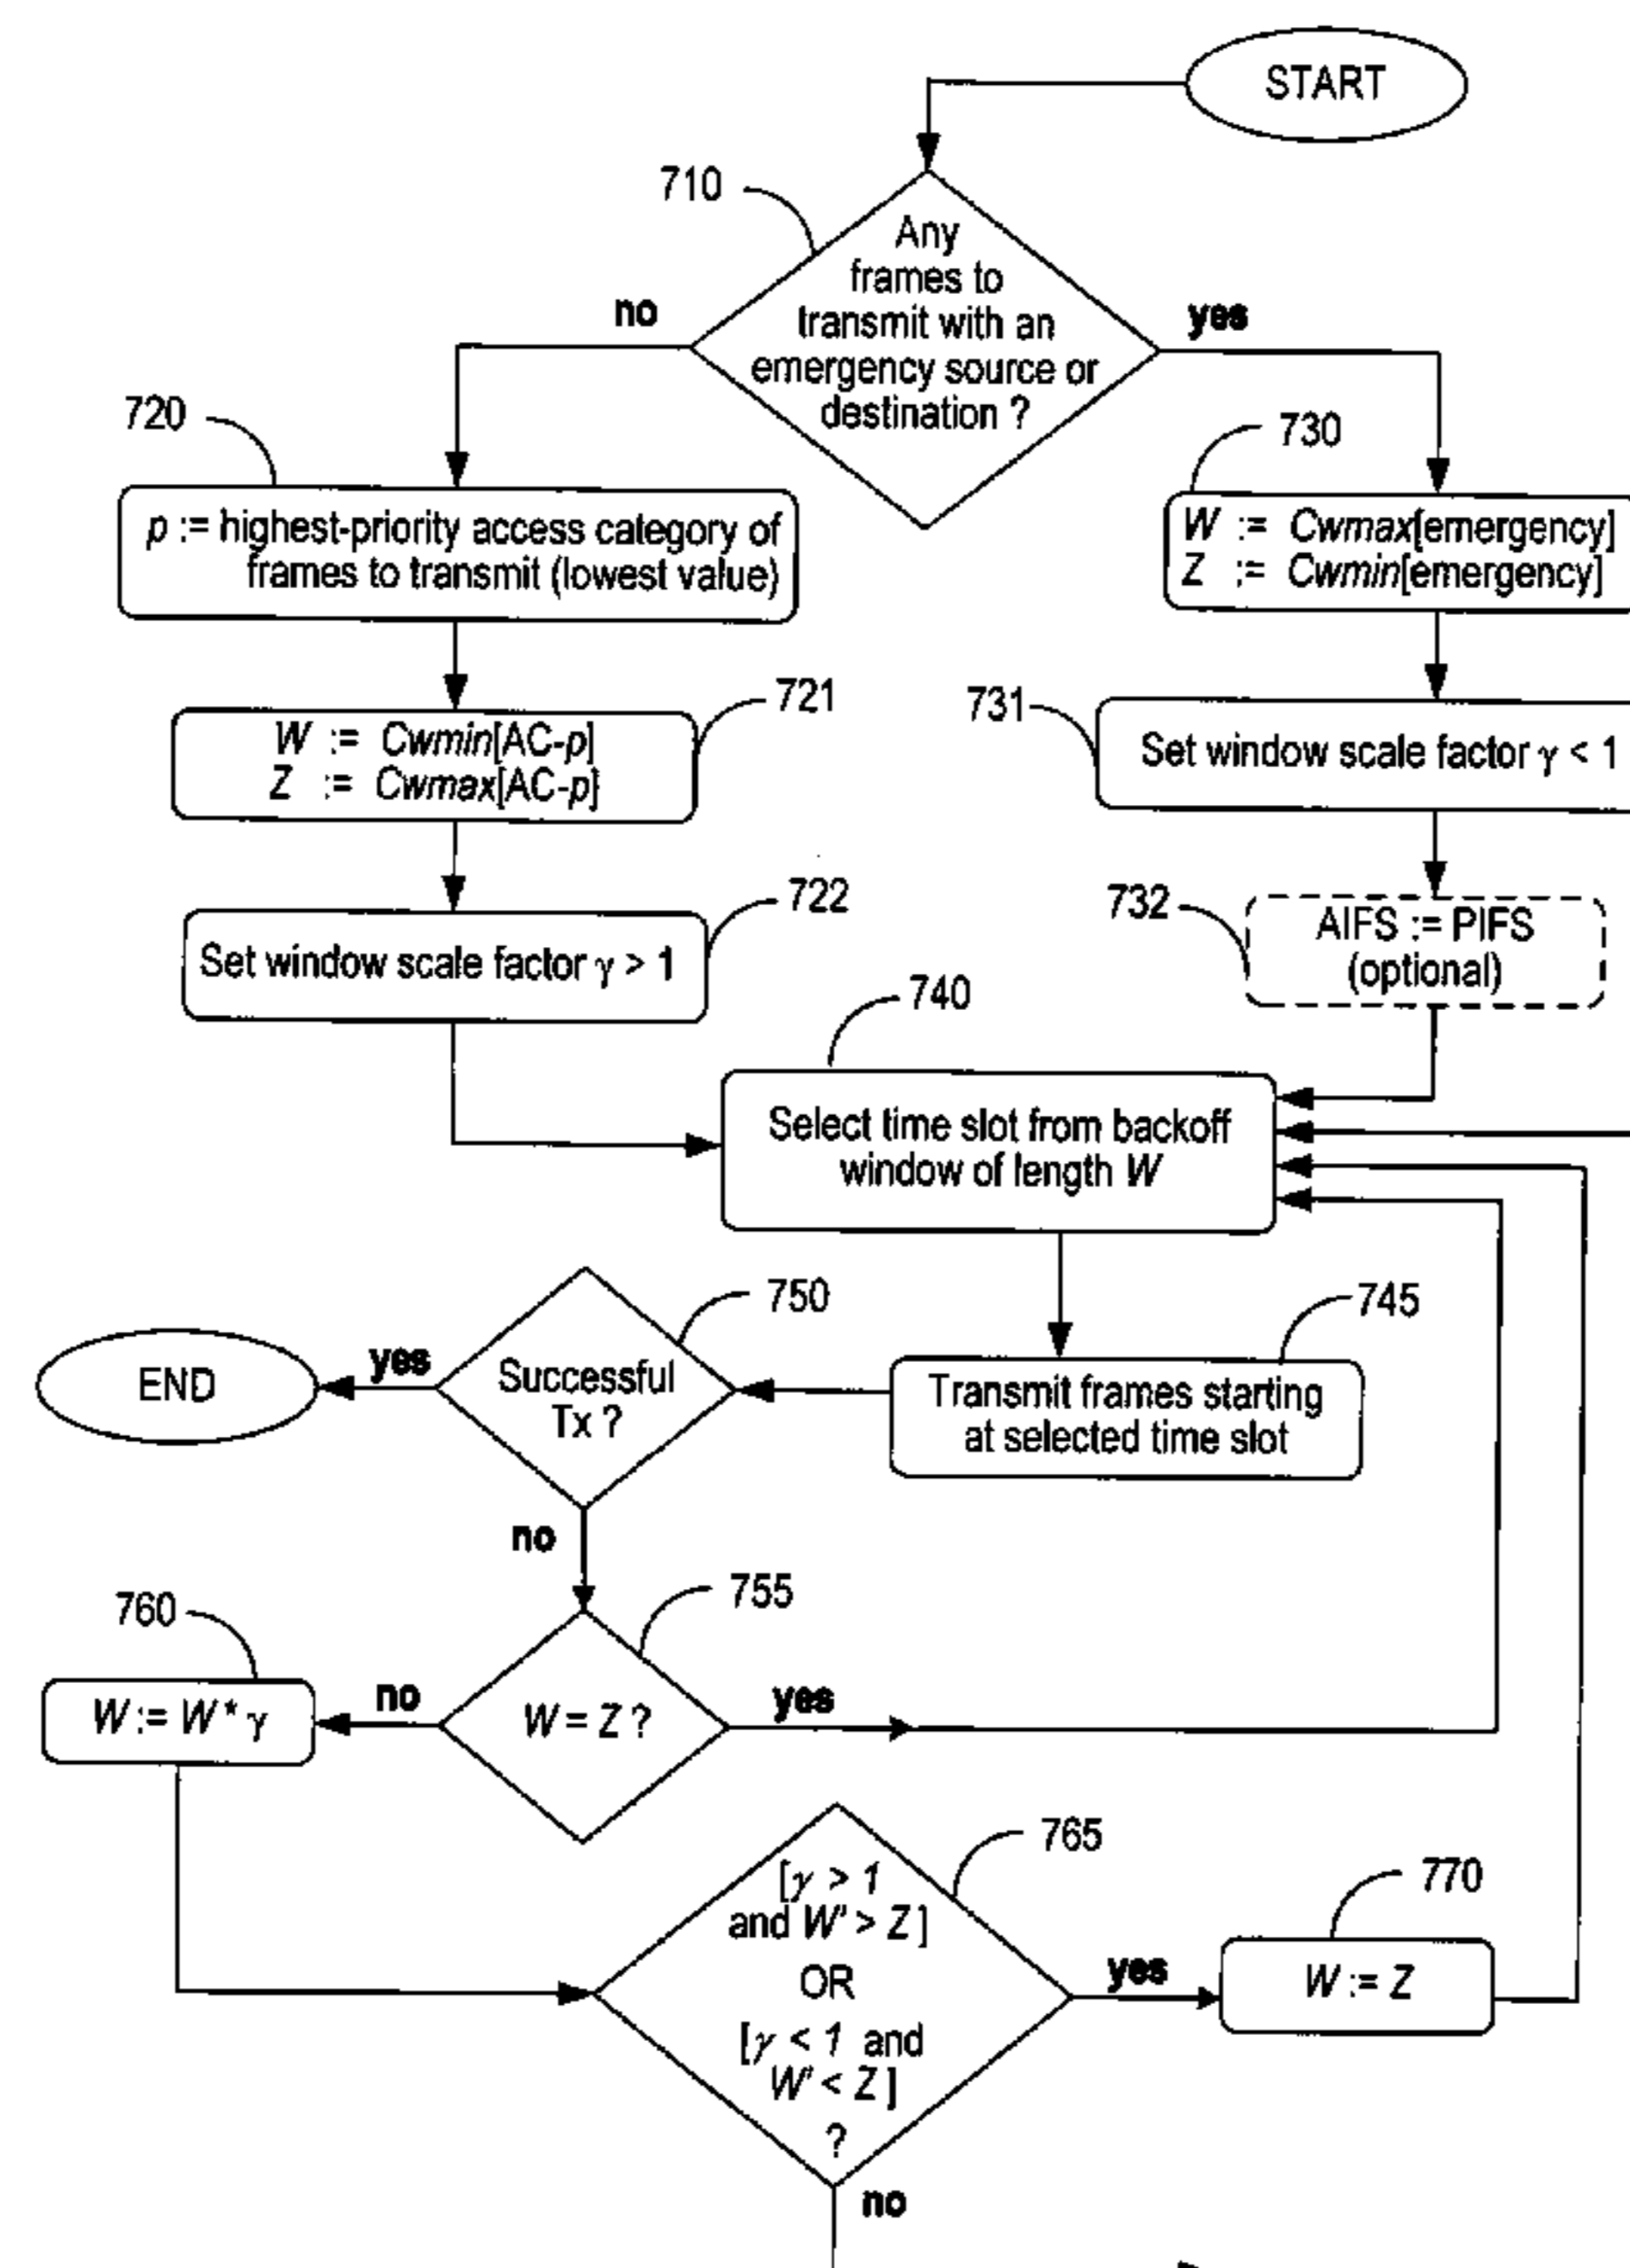 START
710
Any
frames to
transmit with an
emergency source or
destination ?
no
yes
720
p := highest-priority access category of
frames to transmit (lowest value)
730
W := Cwmax[emergency]
Z := Cwmin[emergency]
721
W := Cwmin[AC-p]
Z := Cwmax[AC-p]
731
Set window scale factor γ < 1
722
Set window scale factor γ > 1
732
AIFS := PIFS
(optional)
740
Select time slot from backoff
window of length W
745
Transmit frames starting
at selected time slot
750
Successful
Tx ?
yes
END
no
755
W = Z ?
no
yes
760
W := W * γ
765
[γ > 1
and W' > Z ]
OR
[γ < 1 and
W' < Z ]
?
yes
770
W := Z
no